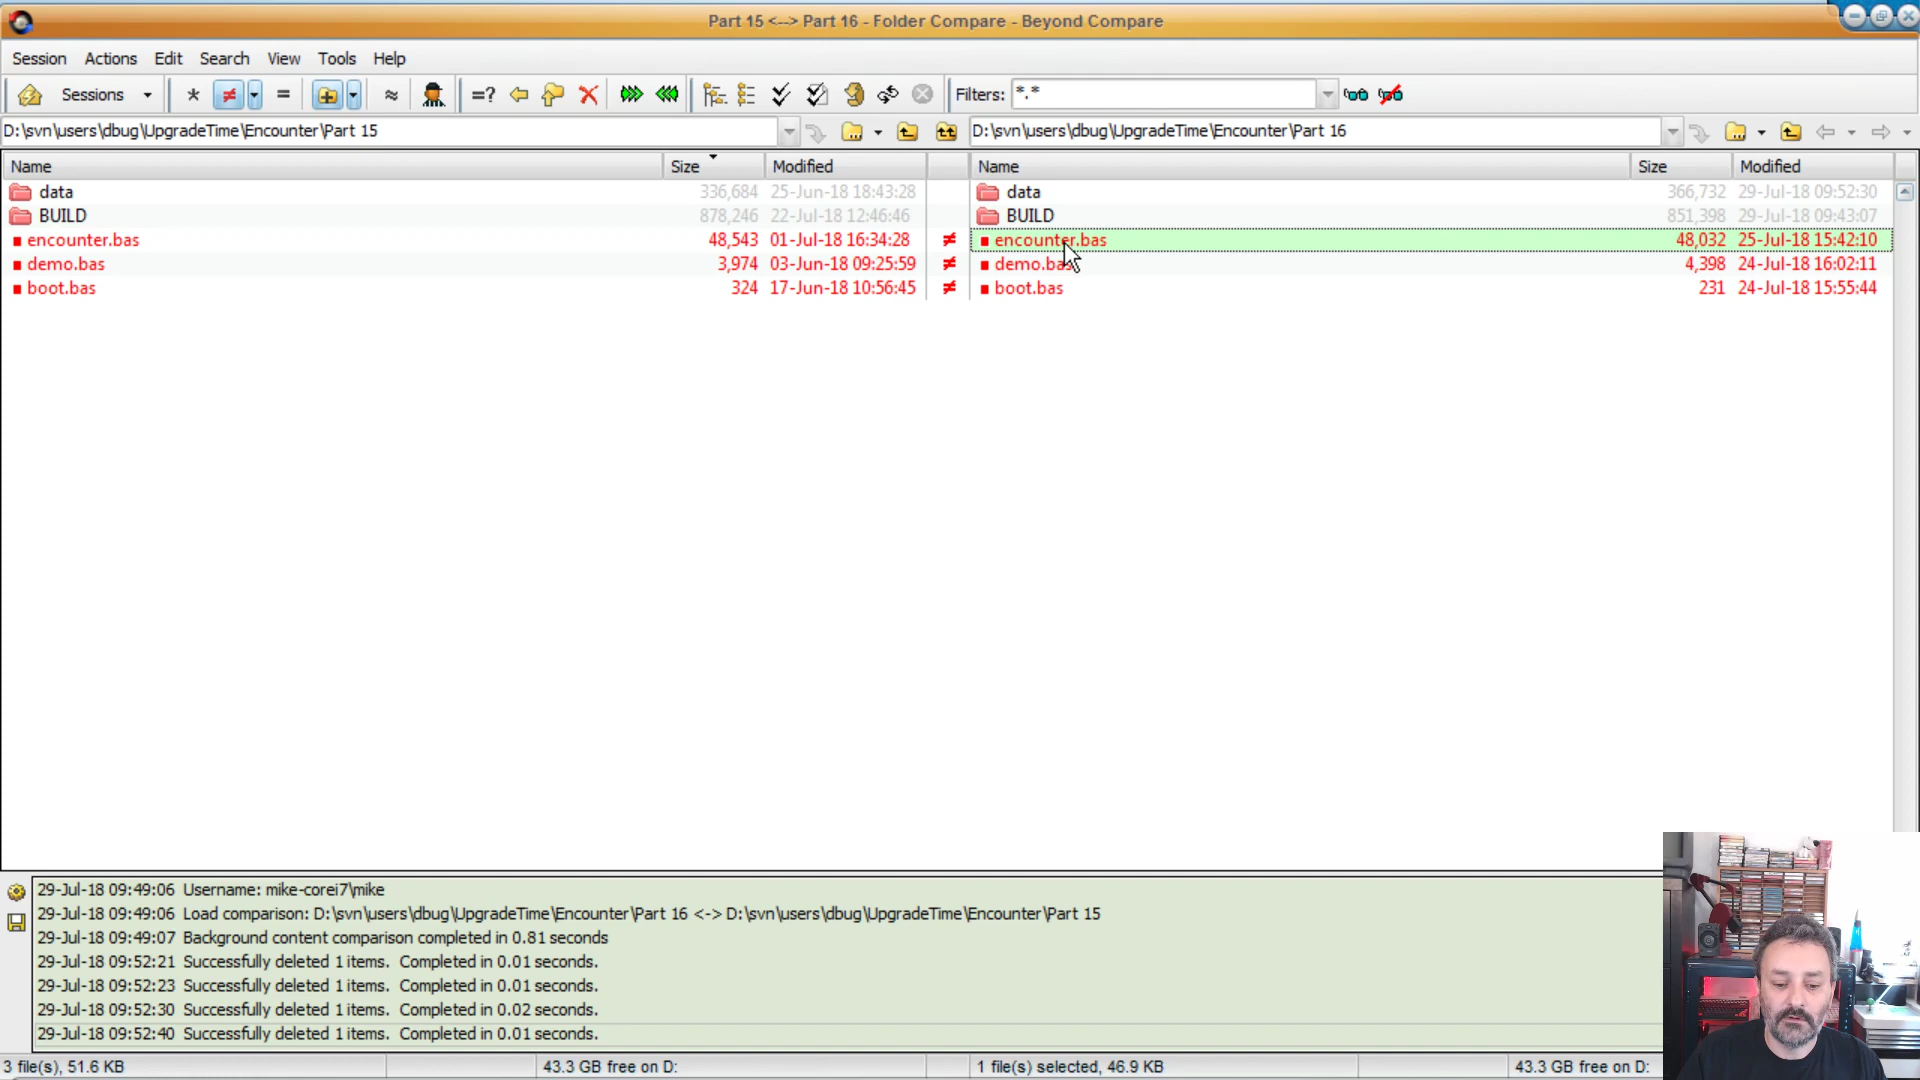 Part 15 <--> Part 16 - Folder Compare - Beyond Compare
Session Actions Edit Search View Tools Help
Sessions * ≠ = ≈ =? Filters: *.*
D:\svn\users\dbug\UpgradeTime\Encounter\Part 15 D:\svn\users\dbug\UpgradeTime\Encounter\Part 16
Name Size Modified Name Size Modified
data 336,684 25-Jun-18 18:43:28 data 366,732 29-Jul-18 09:52:30
BUILD 878,246 22-Jul-18 12:46:46 BUILD 851,398 29-Jul-18 09:43:07
encounter.bas 48,543 01-Jul-18 16:34:28 ≠ encounter.bas 48,032 25-Jul-18 15:42:10
demo.bas 3,974 03-Jun-18 09:25:59 ≠ demo.bas 4,398 24-Jul-18 16:02:11
boot.bas 324 17-Jun-18 10:56:45 ≠ boot.bas 231 24-Jul-18 15:55:44
29-Jul-18 09:49:06 Username: mike-corei7\mike
29-Jul-18 09:49:06 Load comparison: D:\svn\users\dbug\UpgradeTime\Encounter\Part 16 <-> D:\svn\users\dbug\UpgradeTime\Encounter\Part 15
29-Jul-18 09:49:07 Background content comparison completed in 0.81 seconds
29-Jul-18 09:52:21 Successfully deleted 1 items. Completed in 0.01 seconds.
29-Jul-18 09:52:23 Successfully deleted 1 items. Completed in 0.01 seconds.
29-Jul-18 09:52:30 Successfully deleted 1 items. Completed in 0.02 seconds.
29-Jul-18 09:52:40 Successfully deleted 1 items. Completed in 0.01 seconds.
3 file(s), 51.6 KB 43.3 GB free on D: 1 file(s) selected, 46.9 KB 43.3 GB free on D: